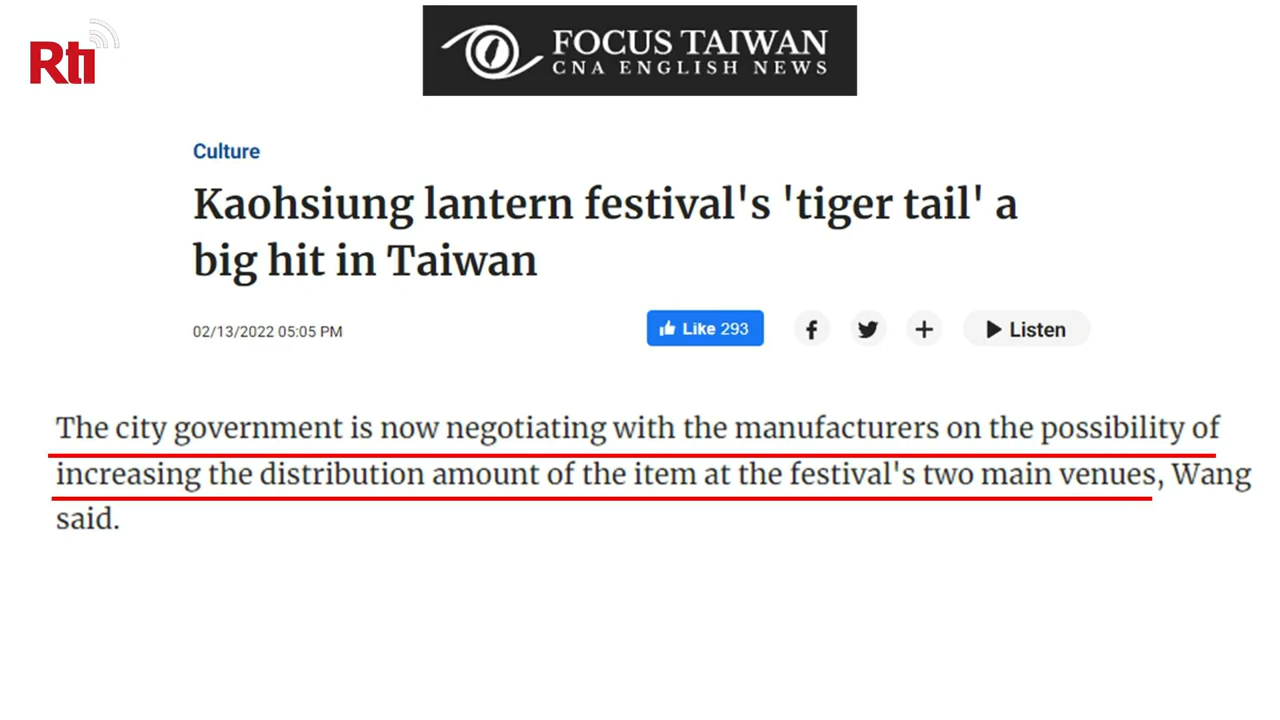 Rti
FOCUS TAIWAN
CNA ENGLISH NEWS
Culture
Kaohsiung lantern festival's 'tiger tail' a
big hit in Taiwan
02/13/2022 05:05 PM
Like 293
Listen
The city government is now negotiating with the manufacturers on the possibility of
increasing the distribution amount of the item at the festival's two main venues, Wang
said.